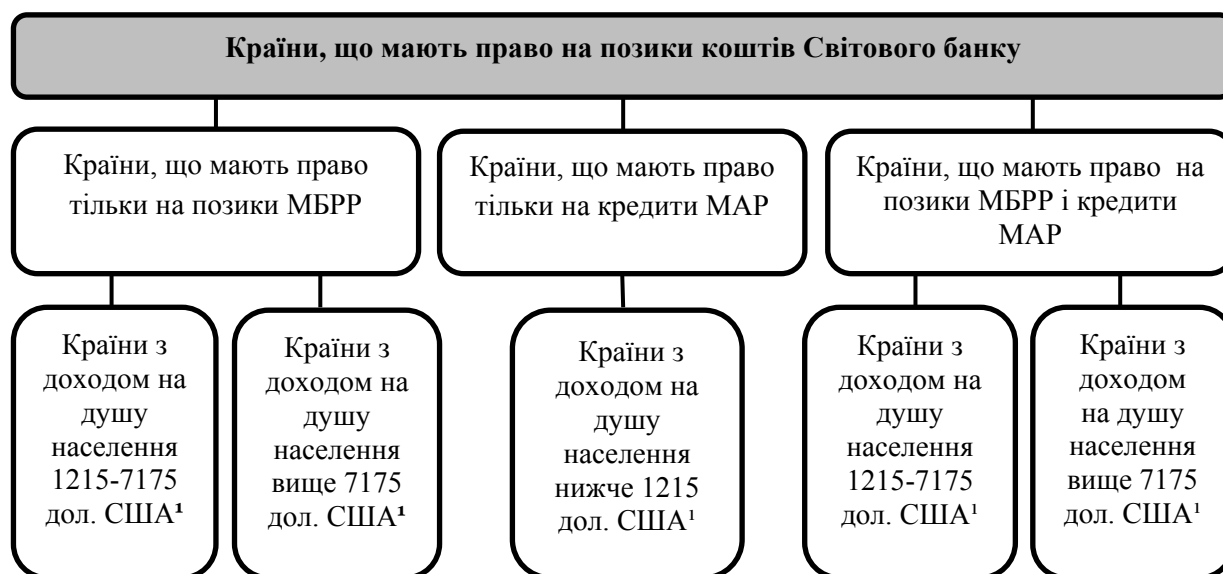 Країни, що мають право на позики коштів Світового банку
Країни, що мають право
тільки на позики МБРР
Країни, що мають право
тільки на кредити МАР
Країни, що мають право на
позики МБРР і кредити
МАР
Країни з
доходом на
душу
населення
1215-7175
дол. США¹
Країни з
доходом на
душу
населення
вище 7175
дол. США¹
Країни з
доходом на
душу
населення
нижче 1215
дол. США¹
Країни з
доходом на
душу
населення
1215-7175
дол. США¹
Країни з
доходом
на душу
населення
вище 7175
дол. США¹